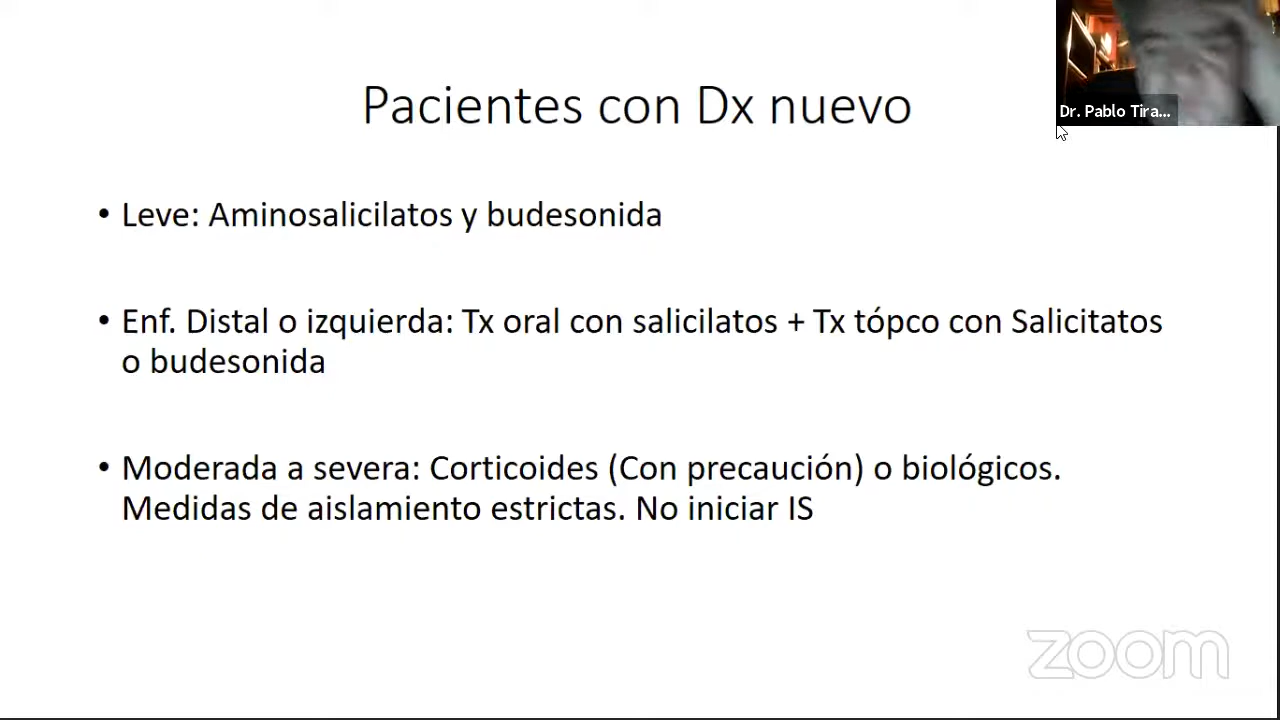 Pacientes con Dx nuevo
Dr. Pablo Tira...
• Leve: Aminosalicilatos y budesonida
• Enf. Distal o izquierda: Tx oral con salicilatos + Tx tópco con Salicitatos
o budesonida
• Moderada a severa: Corticoides (Con precaución) o biológicos.
Medidas de aislamiento estrictas. No iniciar IS
zoom